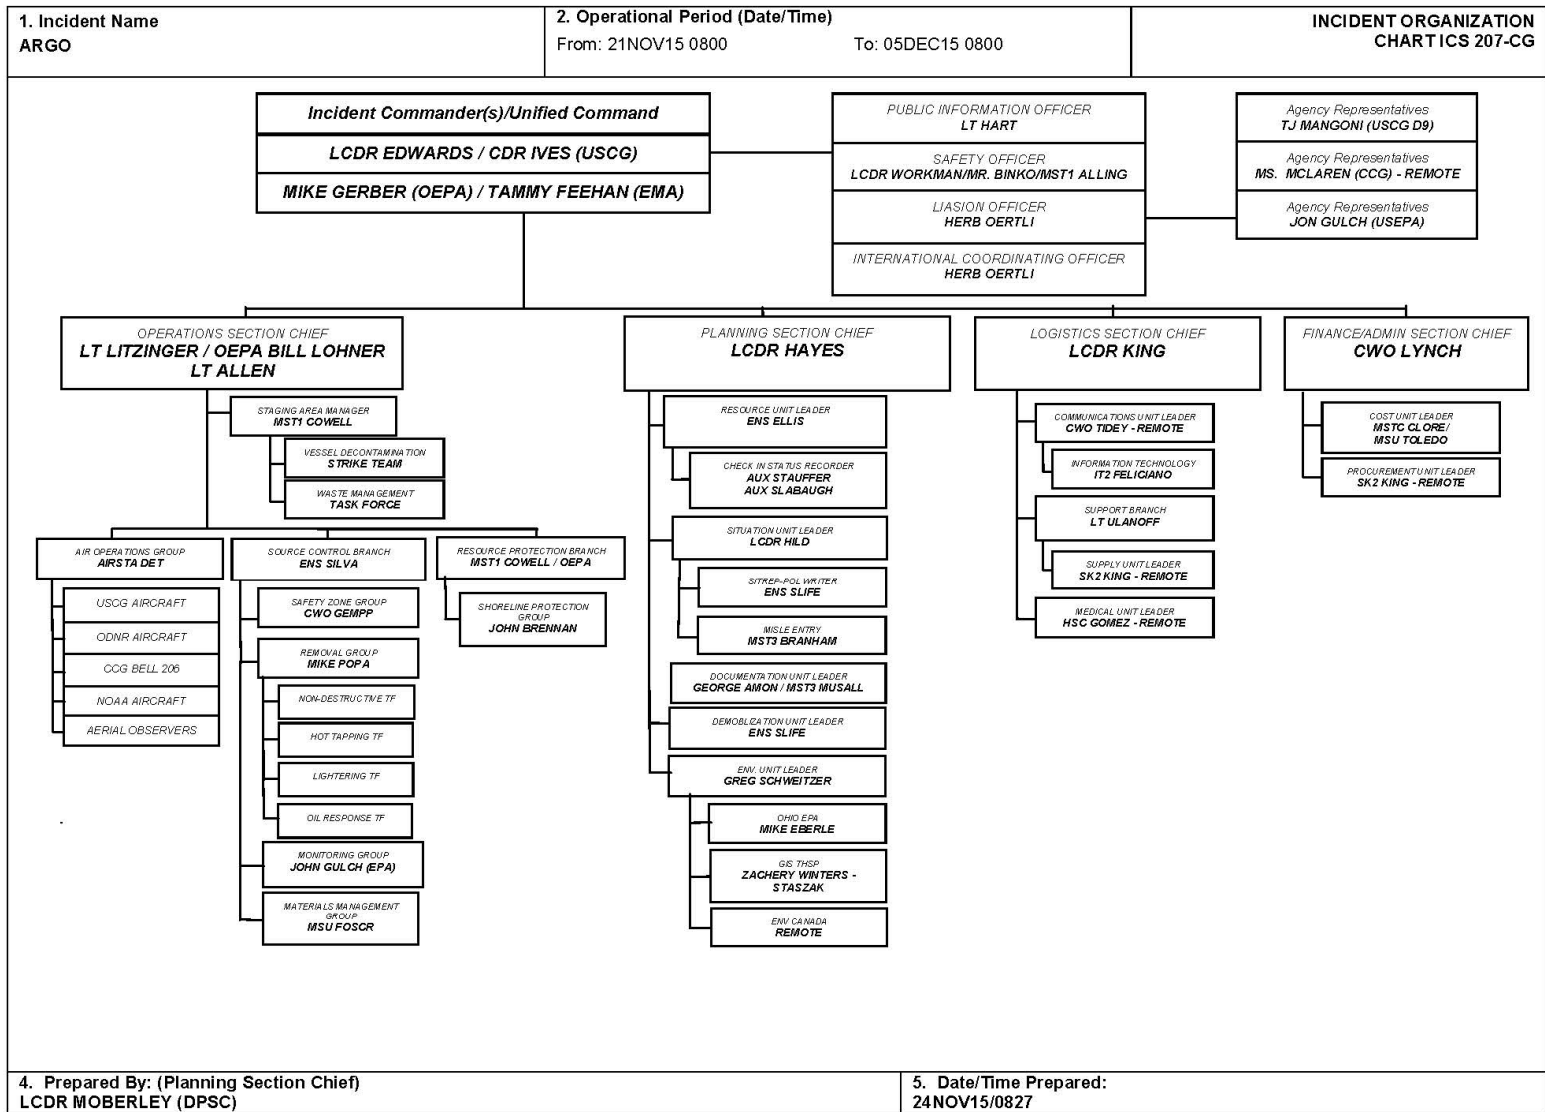 1. Incident Name
ARGO
2. Operational Period (Date/Time)
From: 21NOV15 0800 To: 05DEC15 0800
INCIDENT ORGANIZATION
CHART ICS 207-CG
Incident Commander(s)/Unified Command
LCDR EDWARDS / CDR IVES (USCG)
MIKE GERBER (OEPA) / TAMMY FEEHAN (EMA)
PUBLIC INFORMATION OFFICER
LT HART
SAFETY OFFICER
LCDR WORKMAN/MR. BINKO/MST1 ALLING
LIASION OFFICER
HERB OERTLI
INTERNATIONAL COORDINATING OFFICER
HERB OERTLI
Agency Representatives
TJ MANGONI (USCG D9)
Agency Representatives
MS. MCLAREN (CCG) - REMOTE
Agency Representatives
JON GULCH (USEPA)
OPERATIONS SECTION CHIEF
LT LITZINGER / OEPA BILL LOHNER
LT ALLEN
STAGING AREA MANAGER
MST1 COWELL
VESSEL DECONTAMINATION
STRIKE TEAM
WASTE MANAGEMENT
TASK FORCE
AIR OPERATIONS GROUP
AIRSTA DET
USCG AIRCRAFT
ODNR AIRCRAFT
CCG BELL 206
NOAA AIRCRAFT
AERIAL OBSERVERS
SOURCE CONTROL BRANCH
ENS SILVA
SAFETY ZONE GROUP
CWO GEMPP
REMOVAL GROUP
MIKE POPA
NON-DESTRUCTIVE TF
HOT TAPPING TF
LIGHTERING TF
OIL RESPONSE TF
MONITORING GROUP
JOHN GULCH (EPA)
MATERIALS MANAGEMENT
GROUP
MSU FOSCR
RESOURCE PROTECTION BRANCH
MST1 COWELL / OEPA
SHORELINE PROTECTION
GROUP
JOHN BRENNAN
PLANNING SECTION CHIEF
LCDR HAYES
RESOURCE UNIT LEADER
ENS ELLIS
CHECK IN STATUS RECORDER
AUX STAUFFER
AUX SLABAUGH
SITUATION UNIT LEADER
LCDR HILD
SITREP-POL WRITER
ENS SLIFE
MISLE ENTRY
MST3 BRANHAM
DOCUMENTATION UNIT LEADER
GEORGE AMON / MST3 MUSALL
DEMOBLIZATION UNIT LEADER
ENS SLIFE
ENV. UNIT LEADER
GREG SCHWEITZER
OHIO EPA
MIKE EBERLE
GIS THSP
ZACHERY WINTERS -
STASZAK
ENV CANADA
REMOTE
LOGISTICS SECTION CHIEF
LCDR KING
COMMUNICATIONS UNIT LEADER
CWO TIDEY - REMOTE
INFORMATION TECHNOLOGY
IT2 FELICIANO
SUPPORT BRANCH
LT ULANOFF
SUPPLY UNIT LEADER
SK2 KING - REMOTE
MEDICAL UNIT LEADER
HSC GOMEZ - REMOTE
FINANCE/ADMIN SECTION CHIEF
CWO LYNCH
COST UNIT LEADER
MSTC CLORE/
MSU TOLEDO
PROCUREMENT UNIT LEADER
SK2 KING - REMOTE
4. Prepared By: (Planning Section Chief)
LCDR MOBERLEY (DPSC)
5. Date/Time Prepared:
24NOV15/0827